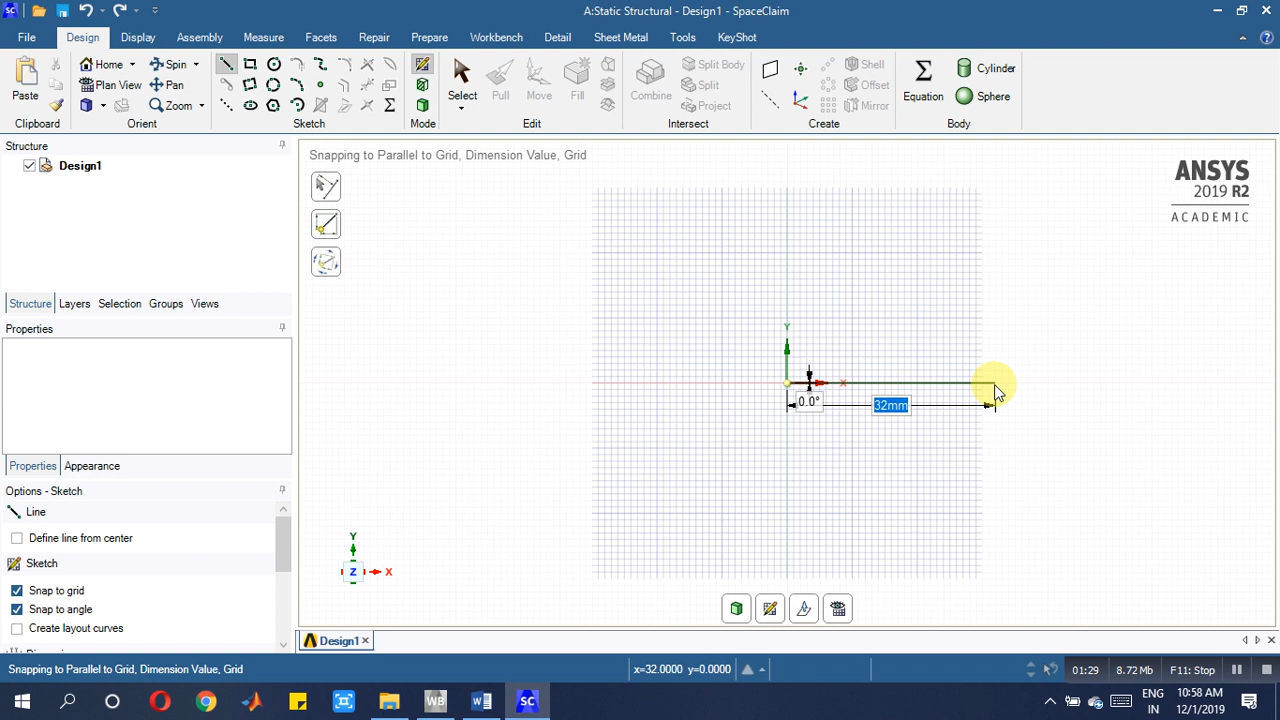 A:Static Structural - Design1 - SpaceClaim
File Design Display Assembly Measure Facets Repair Prepare Workbench Detail Sheet Metal Tools KeyShot
Home Spin Shell Cylinder
Paste Plan View Pan Select Pull Move Fill Combine Split Body Split Offset Equation Sphere
Zoom Project Mirror
Clipboard Orient Sketch Mode Edit Intersect Create Body
Structure
Design1
Structure Layers Selection Groups Views
Properties
Properties Appearance
Options - Sketch
Line
Define line from center
Sketch
Snap to grid
Snap to angle
Create layout curves
Snapping to Parallel to Grid, Dimension Value, Grid
ANSYS
2019 R2
ACADEMIC
Y
X
0.0°
32mm
Y
Z X
Design1
Snapping to Parallel to Grid, Dimension Value, Grid x=32.0000 y=0.0000 01:29 8.72 Mb F11: Stop
ENG 10:58 AM
IN 12/1/2019